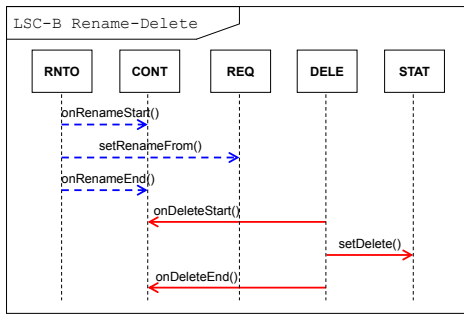 LSC-B Rename-Delete
RNTO CONT REQ DELE STAT
onRenameStart()
setRenameFrom()
onRenameEnd()
onDeleteStart()
setDelete()
onDeleteEnd()